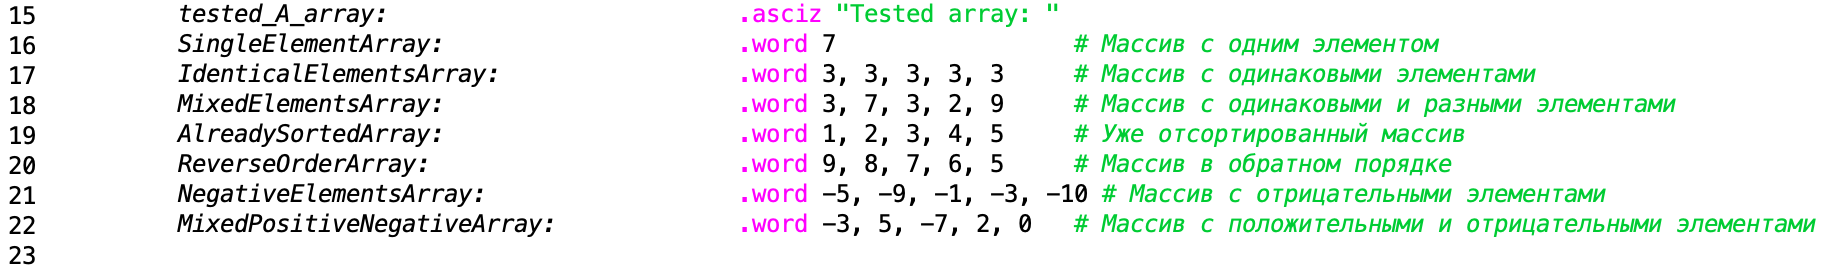 15 tested_A_array: .asciz "Tested array: "
16 SingleElementArray: .word 7 # Массив с одним элементом
17 IdenticalElementsArray: .word 3, 3, 3, 3, 3 # Массив с одинаковыми элементами
18 MixedElementsArray: .word 3, 7, 3, 2, 9 # Массив с одинаковыми и разными элементами
19 AlreadySortedArray: .word 1, 2, 3, 4, 5 # Уже отсортированный массив
20 ReverseOrderArray: .word 9, 8, 7, 6, 5 # Массив в обратном порядке
21 NegativeElementsArray: .word -5, -9, -1, -3, -10 # Массив с отрицательными элементами
22 MixedPositiveNegativeArray: .word -3, 5, -7, 2, 0 # Массив с положительными и отрицательными элементами
23